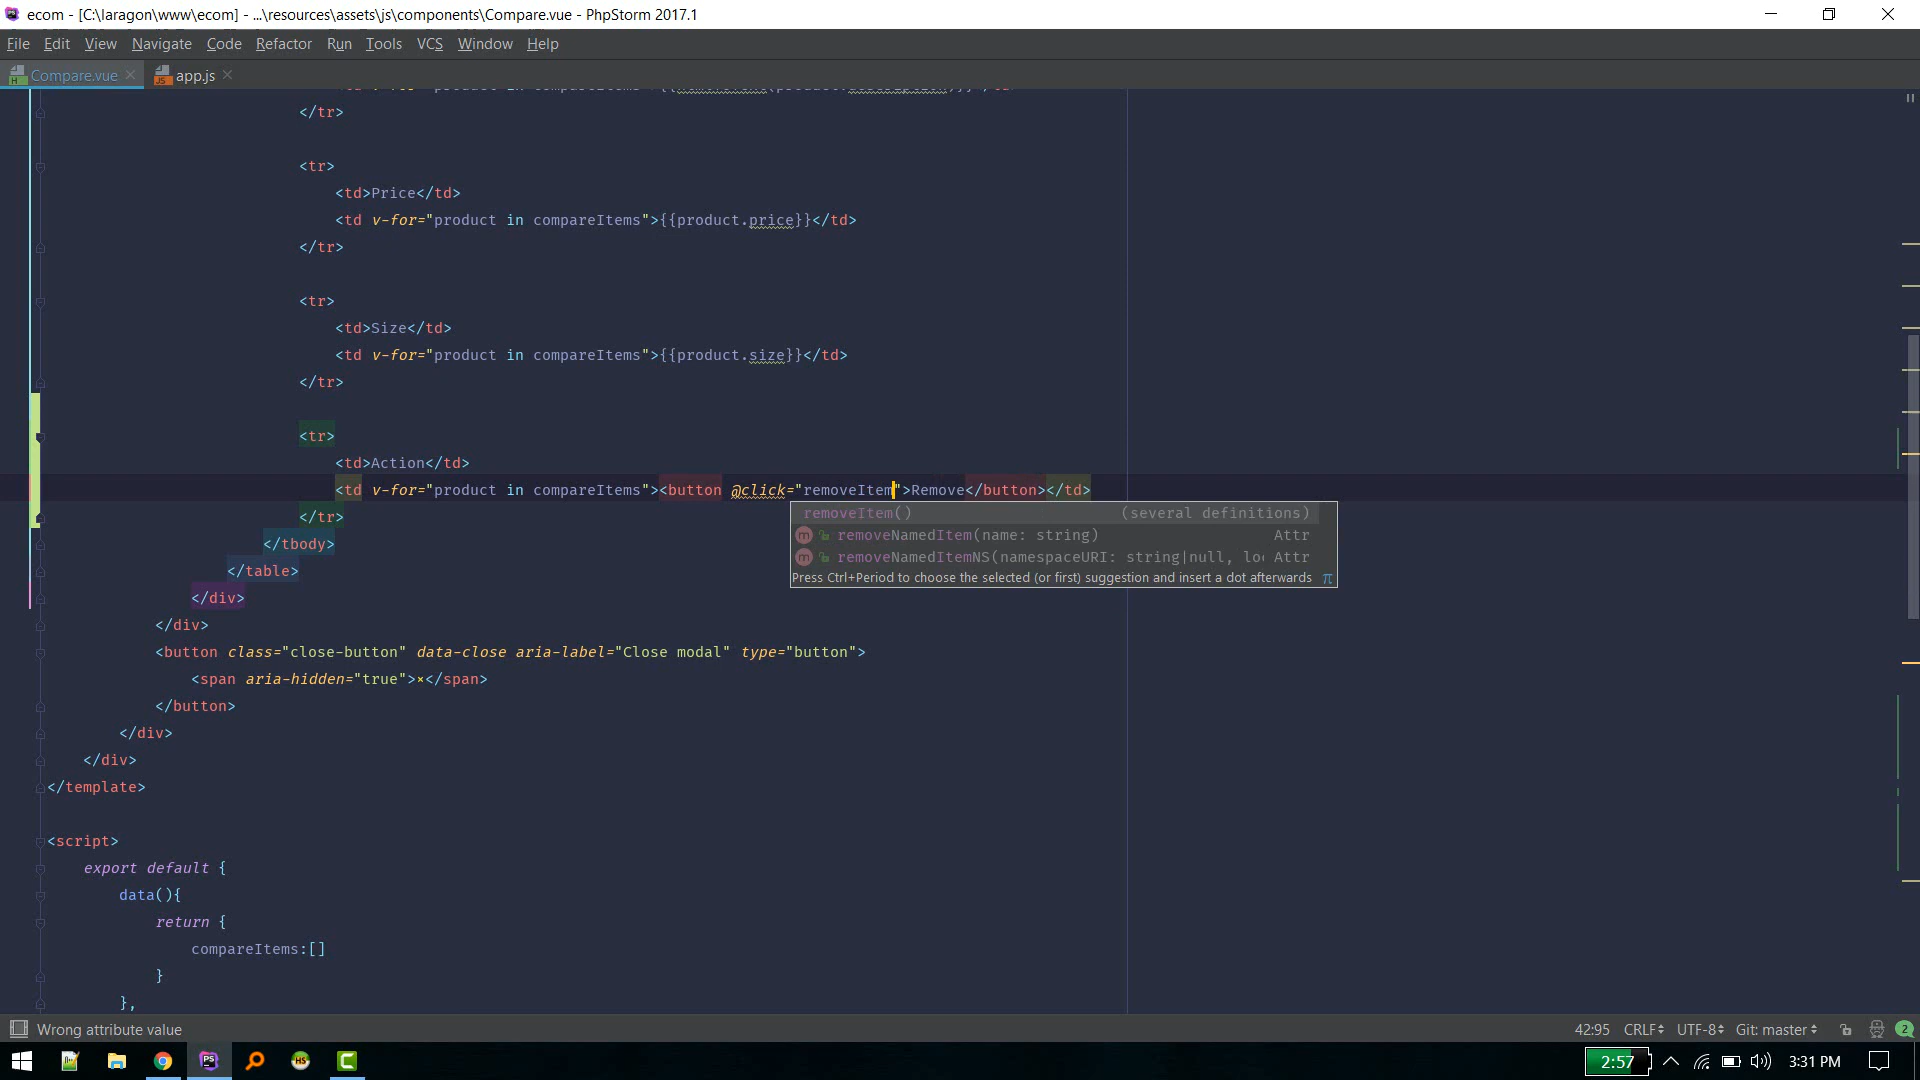 ecom - [C:\laragon\www\ecom] - ...\resources\assets\js\components\Compare.vue - PhpStorm 2017.1
File Edit View Navigate Code Refactor Run Tools VCS Window Help
Compare.vue app.js
</tr>
<tr>
<td>Price</td>
<td v-for="product in compareItems">{{product.price}}</td>
</tr>
<tr>
<td>Size</td>
<td v-for="product in compareItems">{{product.size}}</td>
</tr>
<tr>
<td>Action</td>
<td v-for="product in compareItems"><button @click="removeItem">Remove</button></td>
removeItem() (several definitions)
</tr>
removeNamedItem(name: string) Attr
</tbody>
removeNamedItemNS(namespaceURI: string|null, lo Attr
</table>
Press Ctrl+Period to choose the selected (or first) suggestion and insert a dot afterwards π
</div>
</div>
<button class="close-button" data-close aria-label="Close modal" type="button">
<span aria-hidden="true">×</span>
</button>
</div>
</div>
</template>
<script>
export default {
data(){
return {
compareItems:[]
}
},
Wrong attribute value 42:95 CRLF UTF-8 Git: master 2
2:57 3:31 PM